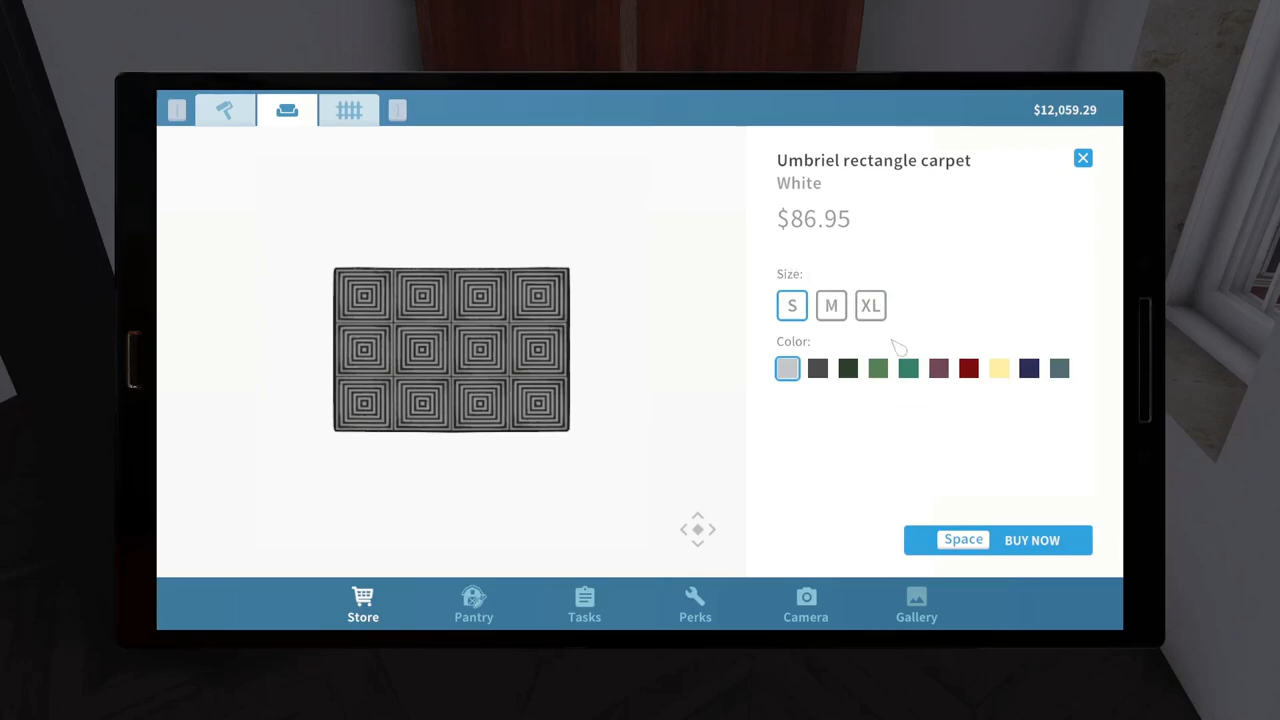 $12,059.29
Umbriel rectangle carpet
White
$86.95
Size:
S M XL
Color:
Space BUY NOW
Store Pantry Tasks Perks Camera Gallery